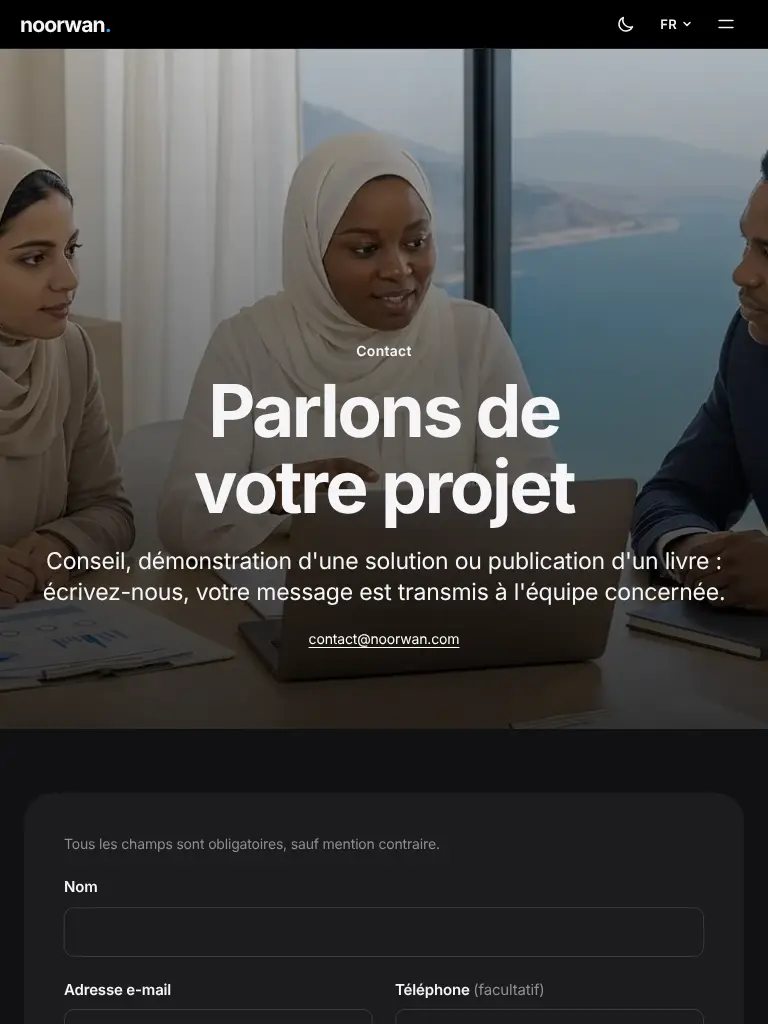 noorwan.
FR
Contact
Parlons de
votre projet
Conseil, démonstration d'une solution ou publication d'un livre :
écrivez-nous, votre message est transmis à l'équipe concernée.
contact@noorwan.com
Tous les champs sont obligatoires, sauf mention contraire.
Nom
Adresse e-mail
Téléphone (facultatif)